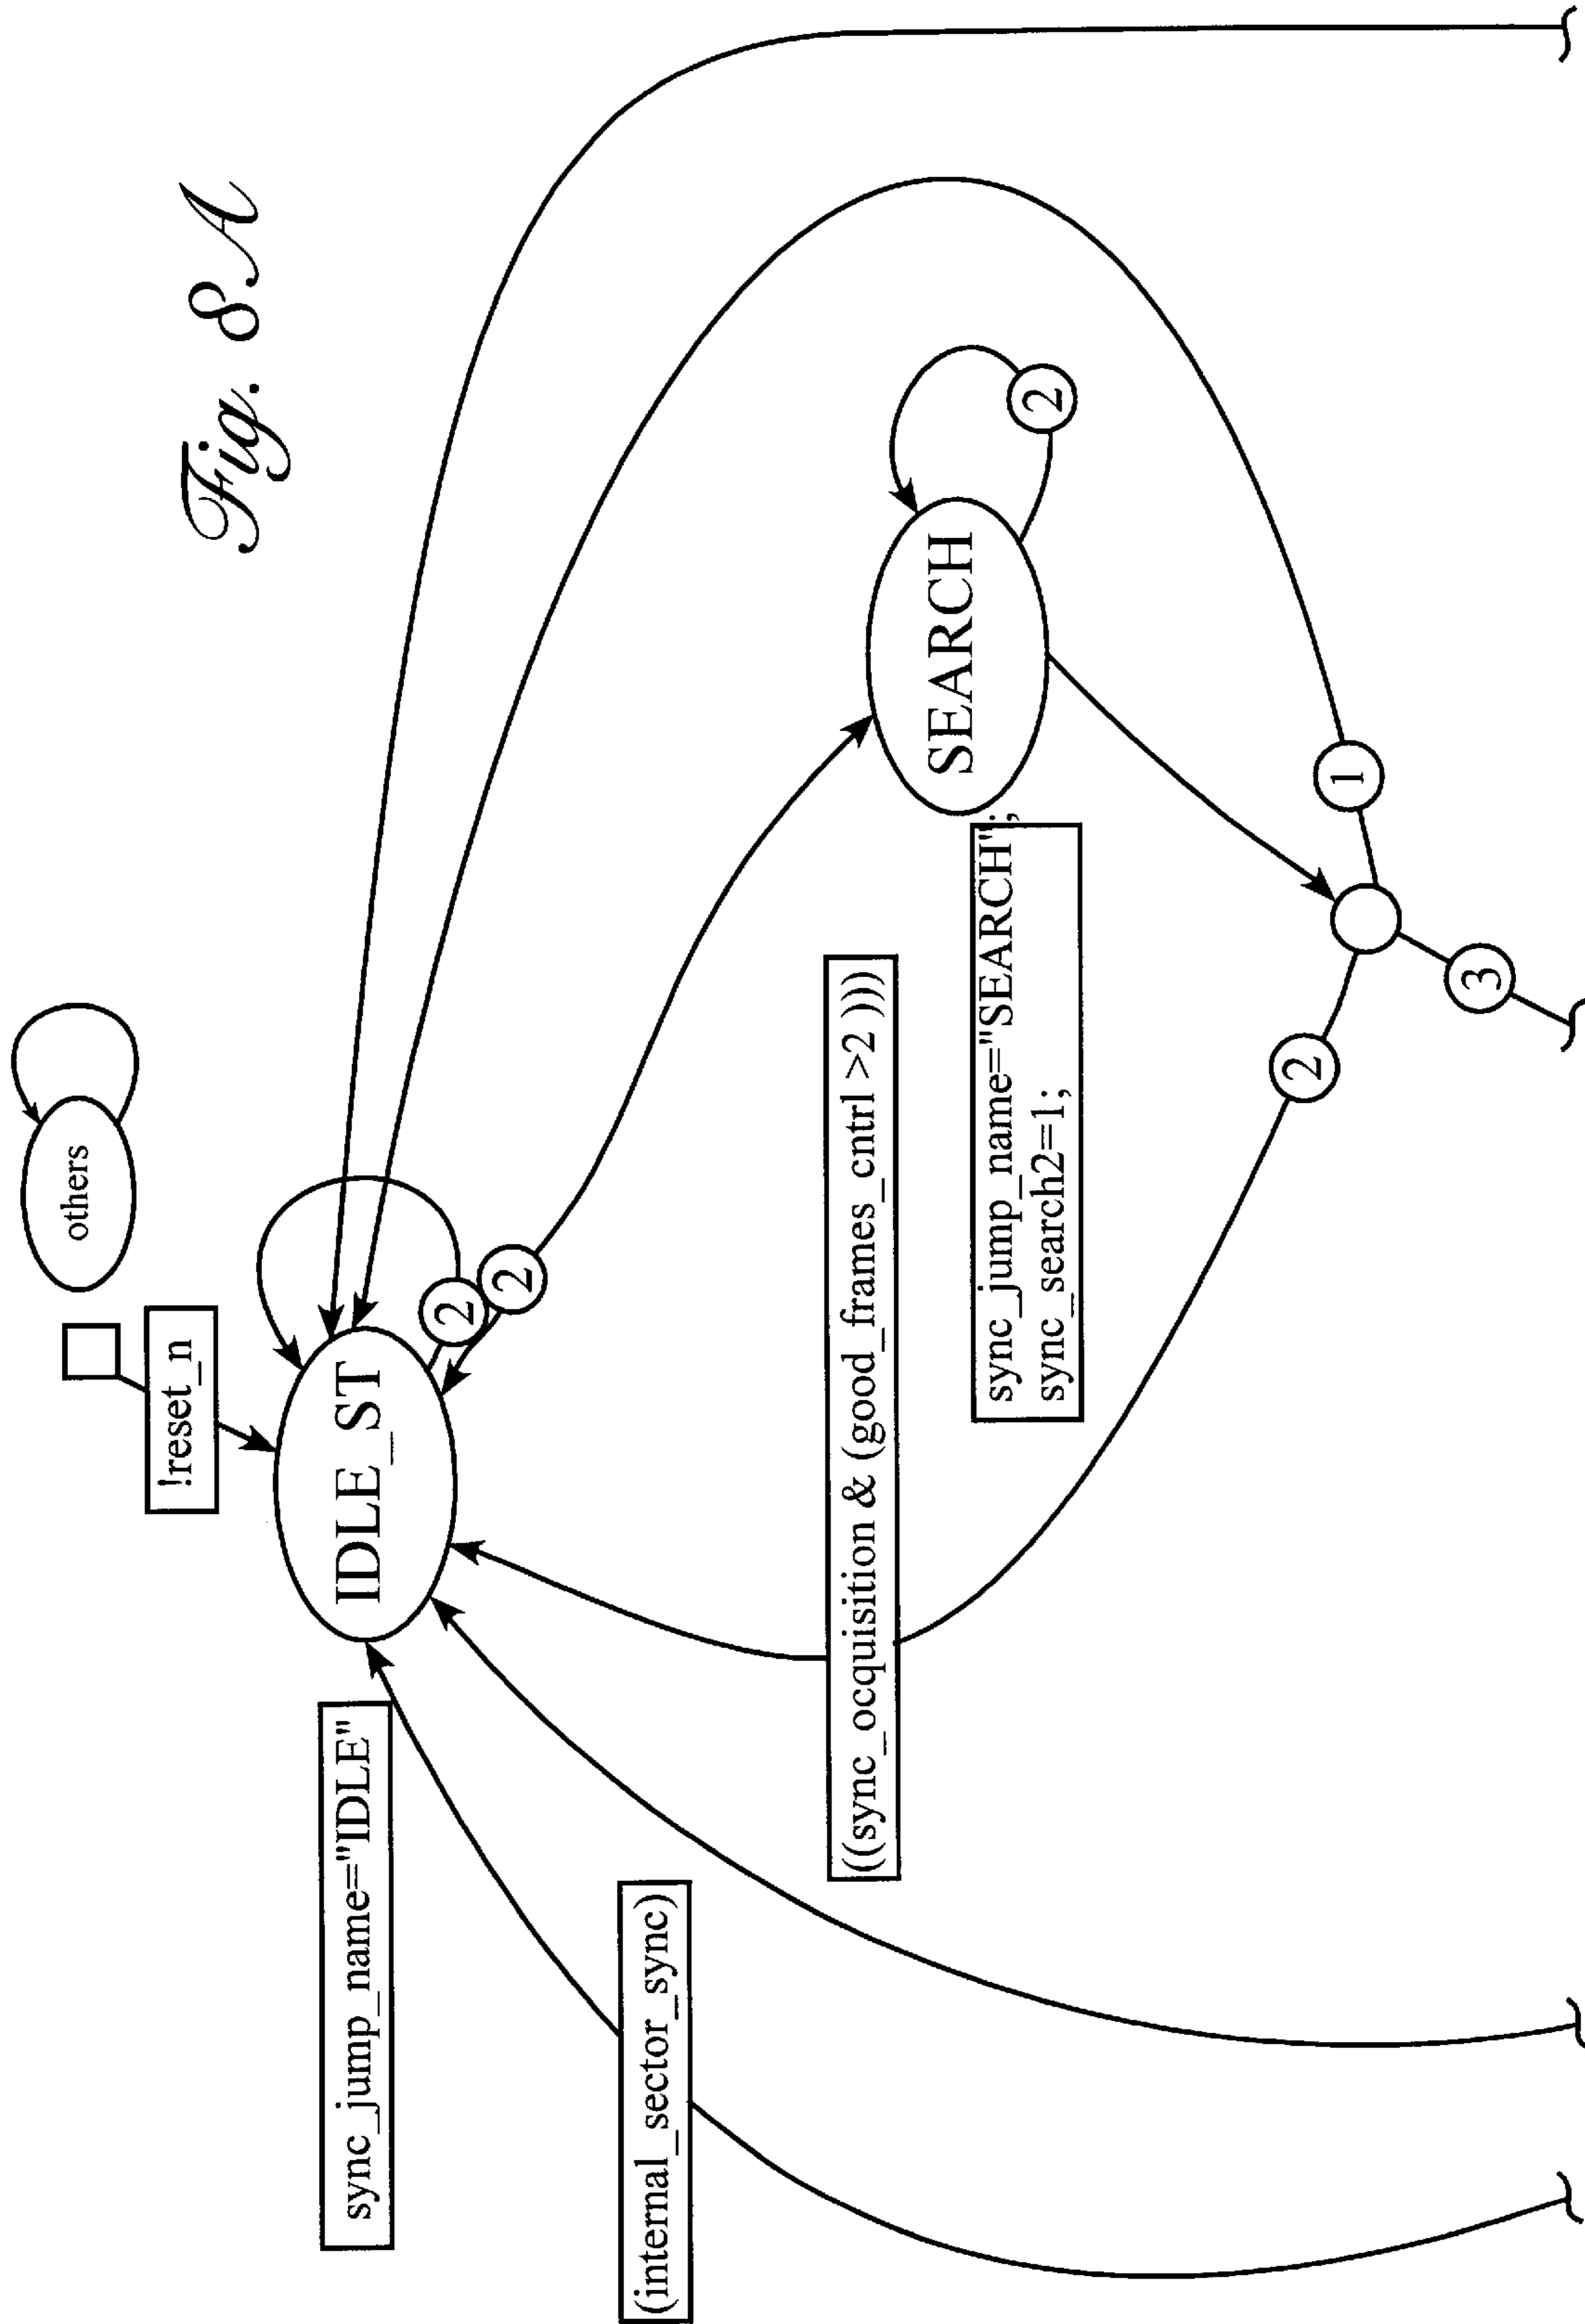 Fig. 8A
others
!reset_n
IDLE_ST
sync_jump_name="IDLE"
2
2
(internal_sector_sync)
SEARCH
2
((sync_ocquisition & (good_frames_cntrl >2 )))
sync_jump_name="SEARCH";
sync_search2=1;
2
1
3